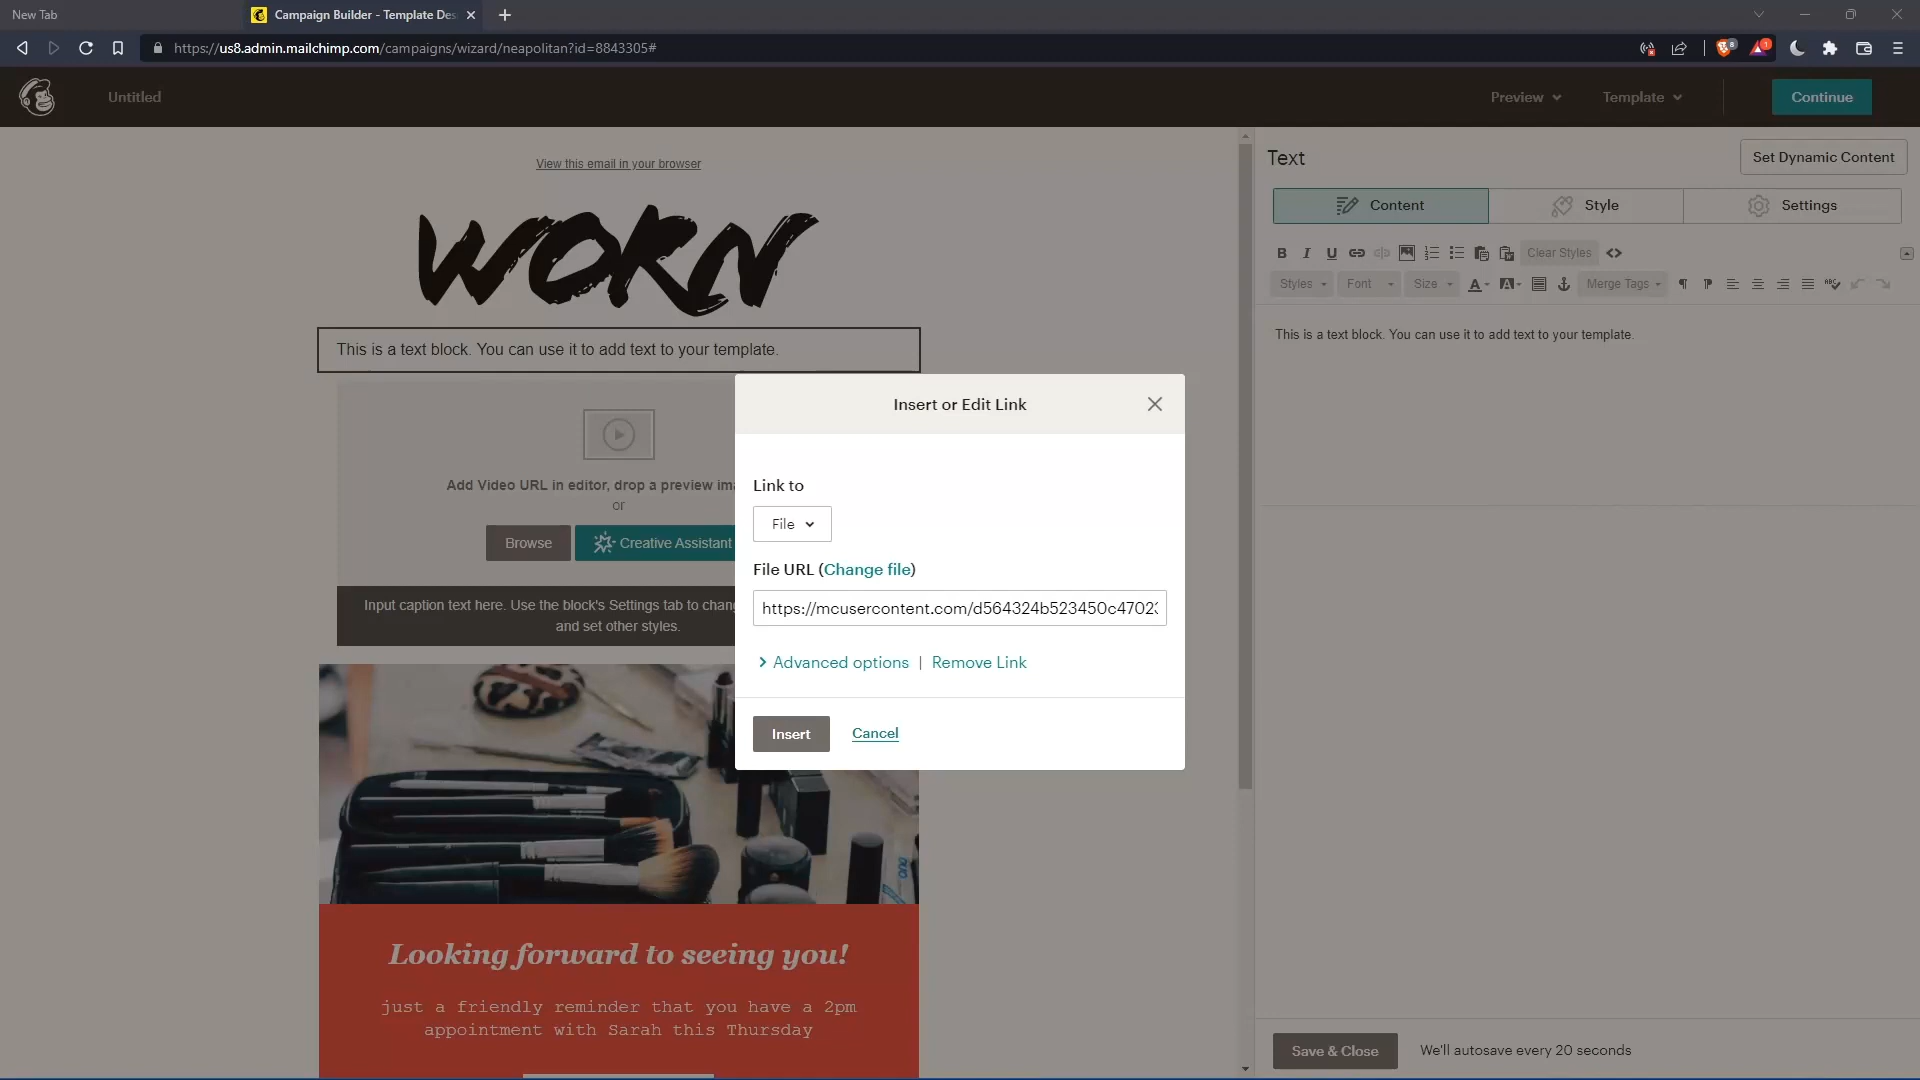 New Tab
Campaign Builder - Template Des
https://us8.admin.mailchimp.com/campaigns/wizard/neapolitan?id=8843305#
8
1
Untitled
Preview
Template
Continue
View this email in your browser
WORN
This is a text block. You can use it to add text to your template.
Add Video URL in editor, drop a preview ima
or
Browse
Creative Assistant
Input caption text here. Use the block's Settings tab to chang
and set other styles.
Looking forward to seeing you!
just a friendly reminder that you have a 2pm
appointment with Sarah this Thursday
Insert or Edit Link
Link to
File
File URL (Change file)
https://mcusercontent.com/d564324b523450c47023
Advanced options | Remove Link
Insert
Cancel
Text
Set Dynamic Content
Content
Style
Settings
B I U
Clear Styles
Styles
Font
Size
A
A
Merge Tags
ABC
This is a text block. You can use it to add text to your template.
Save & Close
We'll autosave every 20 seconds